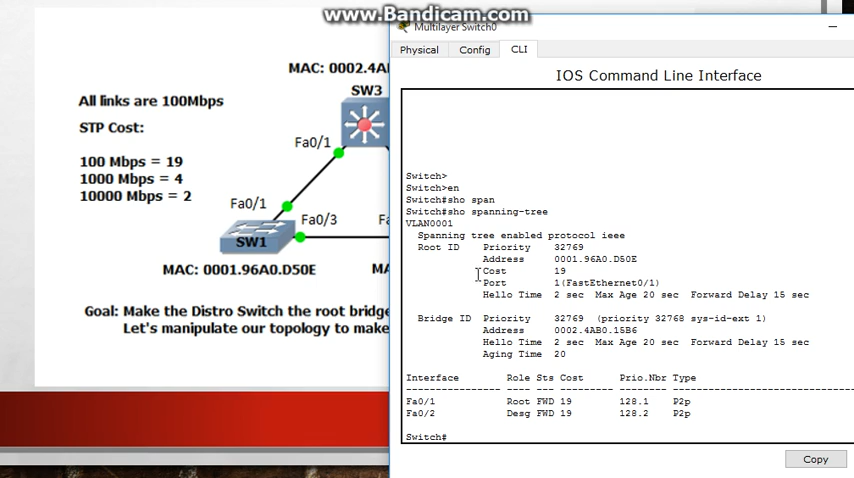 www.Bandicam.com
Multilayer Switch0
Physical Config CLI
IOS Command Line Interface
MAC: 0002.4A
All links are 100Mbps
SW3
STP Cost:
Fa0/1
100 Mbps = 19
1000 Mbps = 4
10000 Mbps = 2
Fa0/1
Fa0/3
SW1
MAC: 0001.96A0.D50E
Goal: Make the Distro Switch the root bridge
Let's manipulate our topology to make
Switch>
Switch>en
Switch#sho span
Switch#sho spanning-tree
VLAN0001
Spanning tree enabled protocol ieee
Root ID Priority 32769
Address 0001.96A0.D50E
Cost 19
Port 1(FastEthernet0/1)
Hello Time 2 sec Max Age 20 sec Forward Delay 15 sec
Bridge ID Priority 32769 (priority 32768 sys-id-ext 1)
Address 0002.4AB0.15B6
Hello Time 2 sec Max Age 20 sec Forward Delay 15 sec
Aging Time 20
Interface Role Sts Cost Prio.Nbr Type
---------------- ---- --- --------- -------- --------------------------------
Fa0/1 Root FWD 19 128.1 P2p
Fa0/2 Desg FWD 19 128.2 P2p
Switch#
Copy